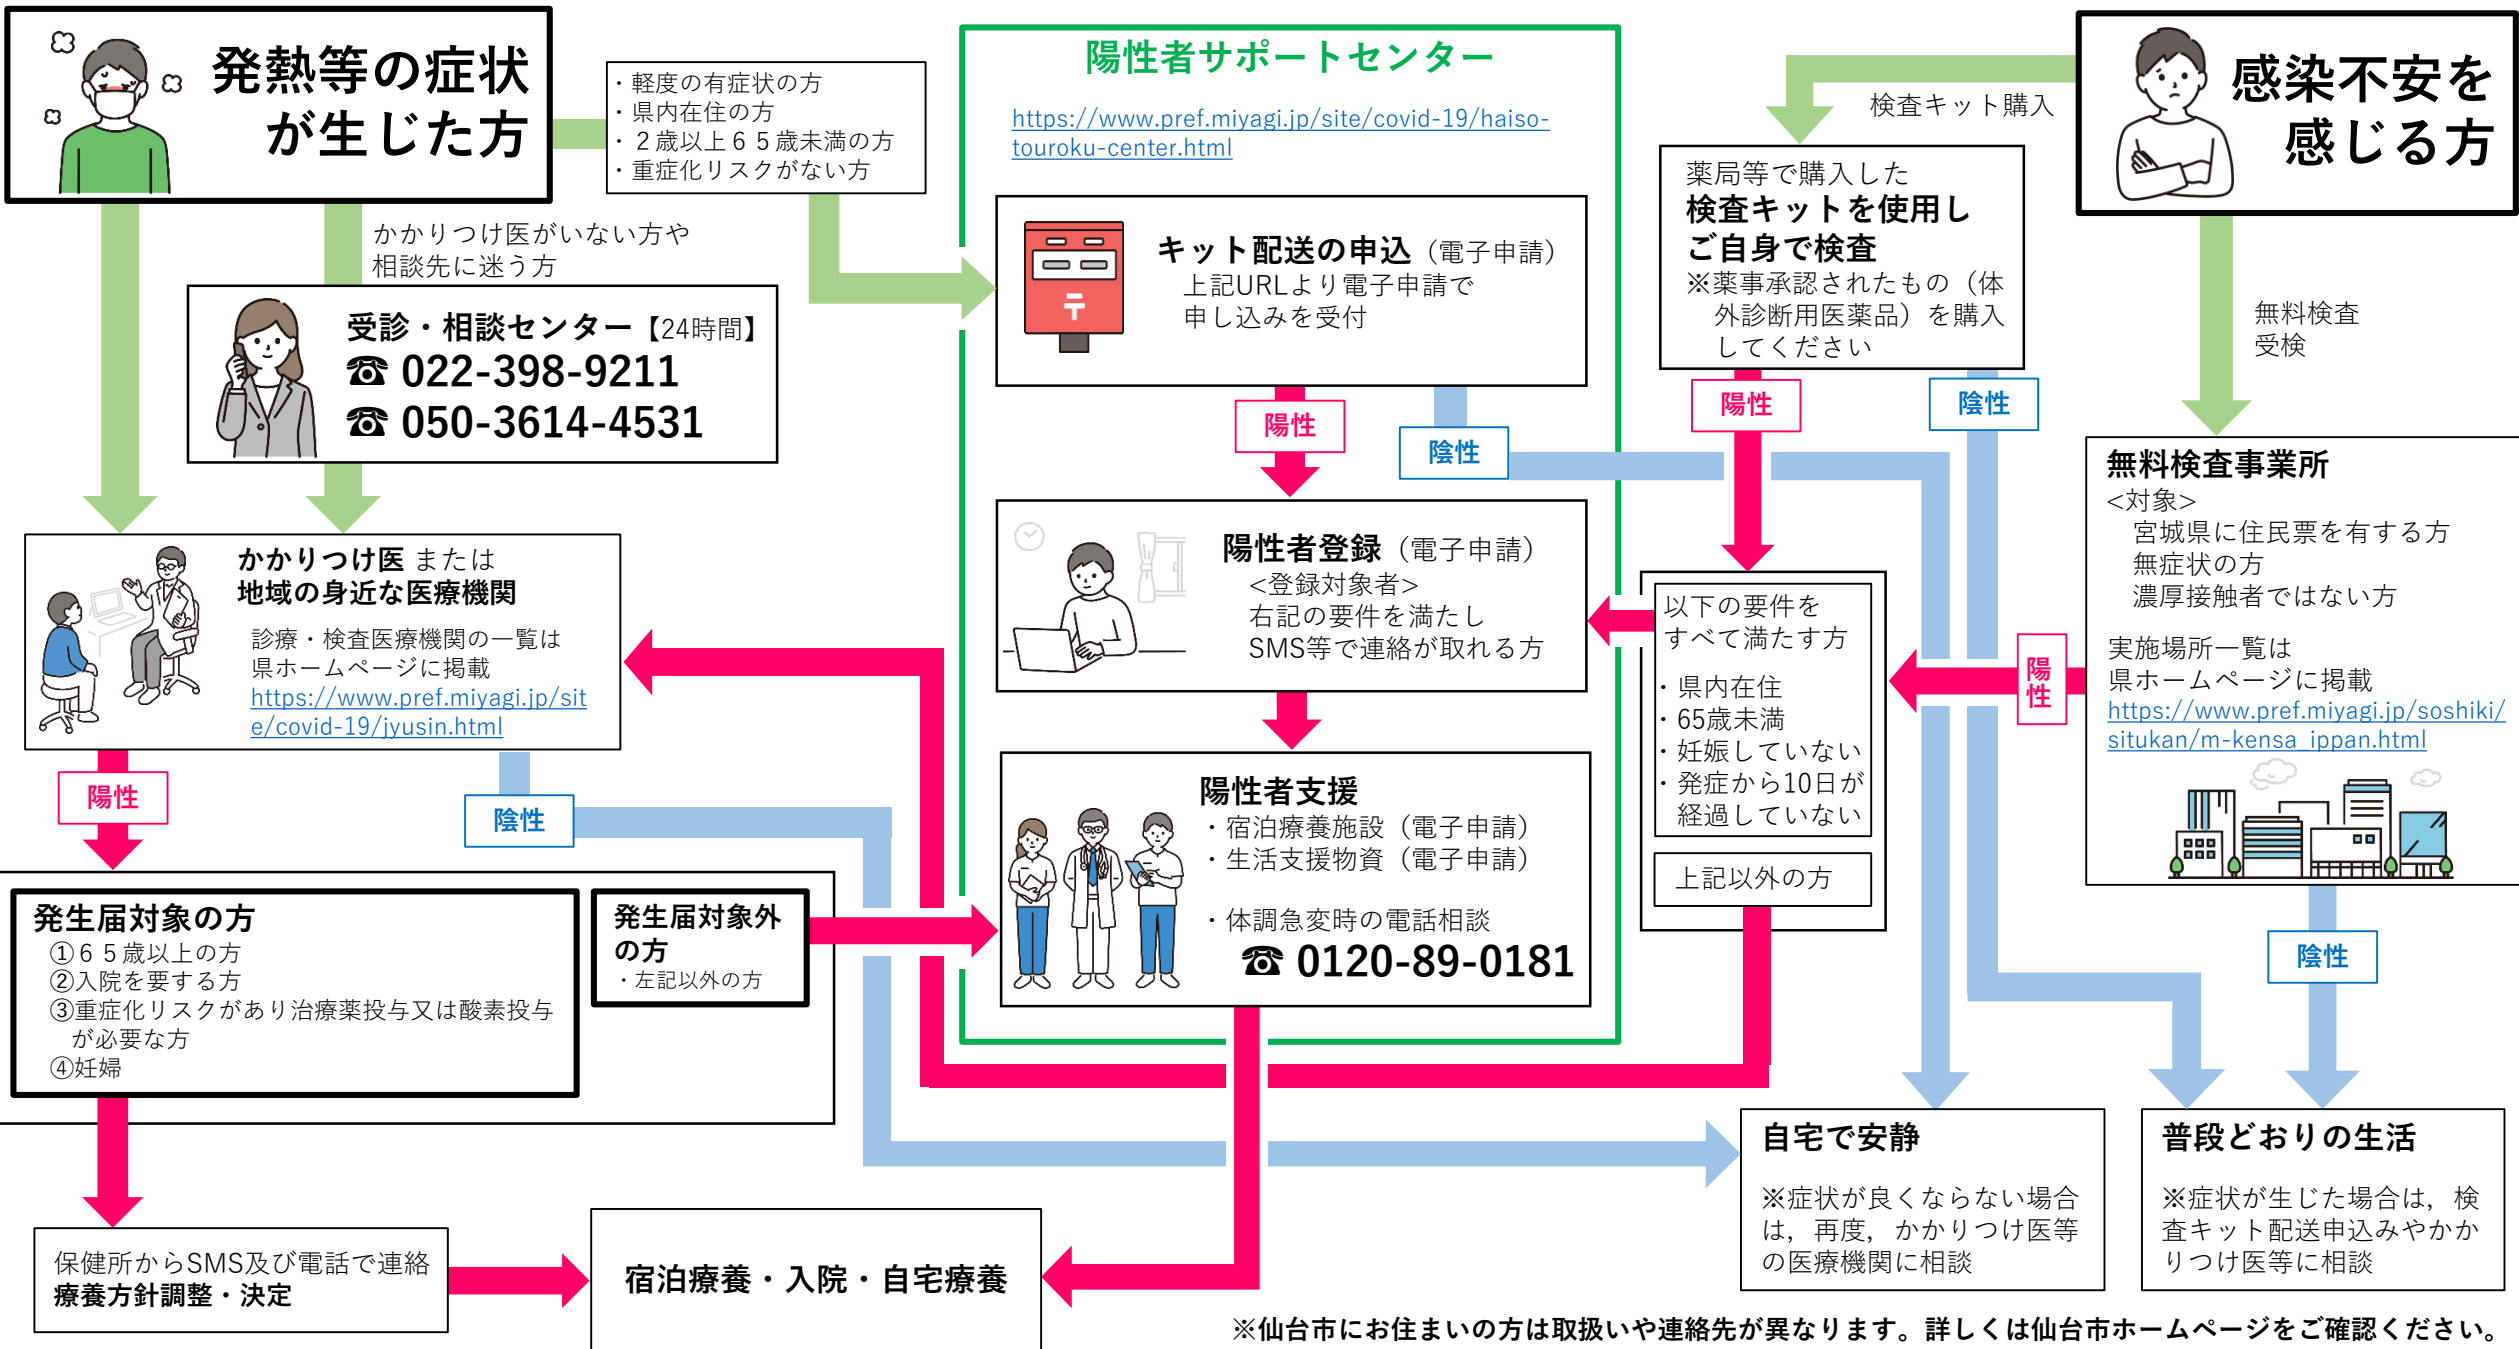 発熱等の症状
が生じた方
・軽度の有症状の方
・県内在住の方
・２歳以上６５歳未満の方
・重症化リスクがない方
かかりつけ医がいない方や
相談先に迷う方
受診・相談センター【24時間】
☎ 022-398-9211
☎ 050-3614-4531
かかりつけ医 または
地域の身近な医療機関
診療・検査医療機関の一覧は
県ホームページに掲載
https://www.pref.miyagi.jp/sit
e/covid-19/jyusin.html
陽性
陰性
発生届対象の方
①６５歳以上の方
②入院を要する方
③重症化リスクがあり治療薬投与又は酸素投与
が必要な方
④妊婦
発生届対象外
の方
・左記以外の方
保健所からSMS及び電話で連絡
療養方針調整・決定
宿泊療養・入院・自宅療養
陽性者サポートセンター
https://www.pref.miyagi.jp/site/covid-19/haiso-
touroku-center.html
キット配送の申込（電子申請）
上記URLより電子申請で
申し込みを受付
陽性
陰性
陽性者登録（電子申請）
<登録対象者>
右記の要件を満たし
SMS等で連絡が取れる方
陽性者支援
・宿泊療養施設（電子申請）
・生活支援物資（電子申請）
・体調急変時の電話相談
☎ 0120-89-0181
感染不安を
感じる方
検査キット購入
薬局等で購入した
検査キットを使用し
ご自身で検査
※薬事承認されたもの（体
外診断用医薬品）を購入
してください
陽性
陰性
無料検査
受検
以下の要件を
すべて満たす方
・県内在住
・65歳未満
・妊娠していない
・発症から10日が
経過していない
上記以外の方
無料検査事業所
<対象>
宮城県に住民票を有する方
無症状の方
濃厚接触者ではない方
実施場所一覧は
県ホームページに掲載
https://www.pref.miyagi.jp/soshiki/
situkan/m-kensa_ippan.html
陽性
陰性
自宅で安静
※症状が良くならない場合
は，再度，かかりつけ医等
の医療機関に相談
普段どおりの生活
※症状が生じた場合は，検
査キット配送申込みやかか
りつけ医等に相談
※仙台市にお住まいの方は取扱いや連絡先が異なります。詳しくは仙台市ホームページをご確認ください。